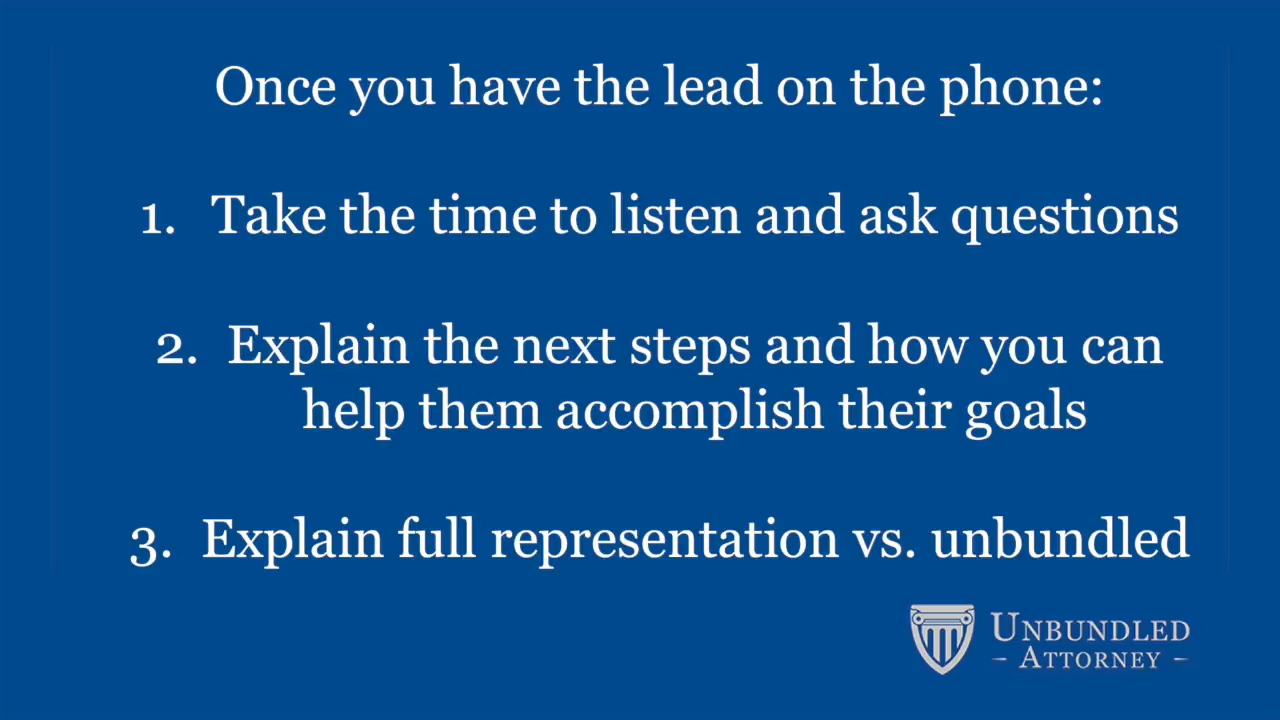 Once you have the lead on the phone:
1. Take the time to listen and ask questions
2. Explain the next steps and how you can
help them accomplish their goals
3. Explain full representation vs. unbundled
UNBUNDLED
- ATTORNEY -